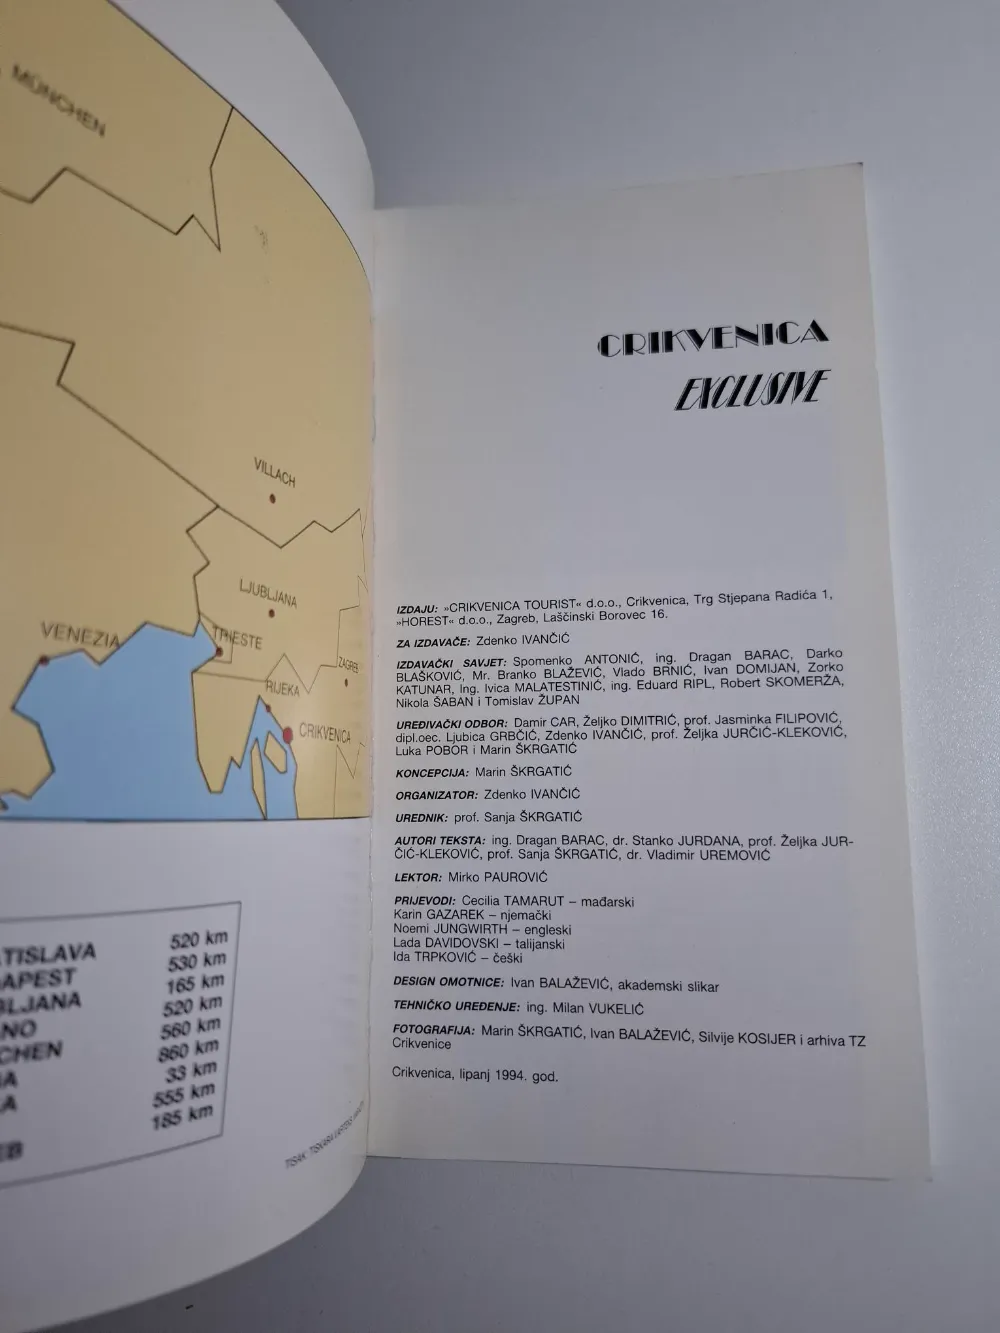 MÜNCHEN
VILLACH
LJUBLJANA
VENEZIA
TRIESTE
ZAGREB
RIJEKA
CRIKVENICA
TISLAVA 520 km
APEST 530 km
BLJANA 165 km
NO 520 km
CHEN 560 km
A 860 km
A 33 km
555 km
EB 185 km
TISAK: TISKARA
CRIKVENICA
EXCLUSIVE
IZDAJU: »CRIKVENICA TOURIST« d.o.o., Crikvenica, Trg Stjepana Radića 1,
»HOREST« d.o.o., Zagreb, Laščinski Borovec 16.
ZA IZDAVAČE: Zdenko IVANČIĆ
IZDAVAČKI SAVJET: Spomenko ANTONIĆ, ing. Dragan BARAC, Darko
BLAŠKOVIĆ, Mr. Branko BLAŽEVIĆ, Vlado BRNIĆ, Ivan DOMIJAN, Zorko
KATUNAR, Ing. Ivica MALATESTINIĆ, ing. Eduard RIPL, Robert SKOMERŽA,
Nikola ŠABAN i Tomislav ŽUPAN
UREĐIVAČKI ODBOR: Damir CAR, Željko DIMITRIĆ, prof. Jasminka FILIPOVIĆ,
dipl.oec. Ljubica GRBČIĆ, Zdenko IVANČIĆ, prof. Željka JURČIĆ-KLEKOVIĆ,
Luka POBOR i Marin ŠKRGATIĆ
KONCEPCIJA: Marin ŠKRGATIĆ
ORGANIZATOR: Zdenko IVANČIĆ
UREDNIK: prof. Sanja ŠKRGATIĆ
AUTORI TEKSTA: ing. Dragan BARAC, dr. Stanko JURDANA, prof. Željka JUR-
ČIĆ-KLEKOVIĆ, prof. Sanja ŠKRGATIĆ, dr. Vladimir UREMOVIĆ
LEKTOR: Mirko PAUROVIĆ
PRIJEVODI: Cecilia TAMARUT – mađarski
Karin GAZAREK – njemački
Noemi JUNGWIRTH – engleski
Lada DAVIDOVSKI – talijanski
Ida TRPKOVIĆ – češki
DESIGN OMOTNICE: Ivan BALAŽEVIĆ, akademski slikar
TEHNIČKO UREĐENJE: ing. Milan VUKELIĆ
FOTOGRAFIJA: Marin ŠKRGATIĆ, Ivan BALAŽEVIĆ, Silvije KOSIJER i arhiva TZ
Crikvenice
Crikvenica, lipanj 1994. god.